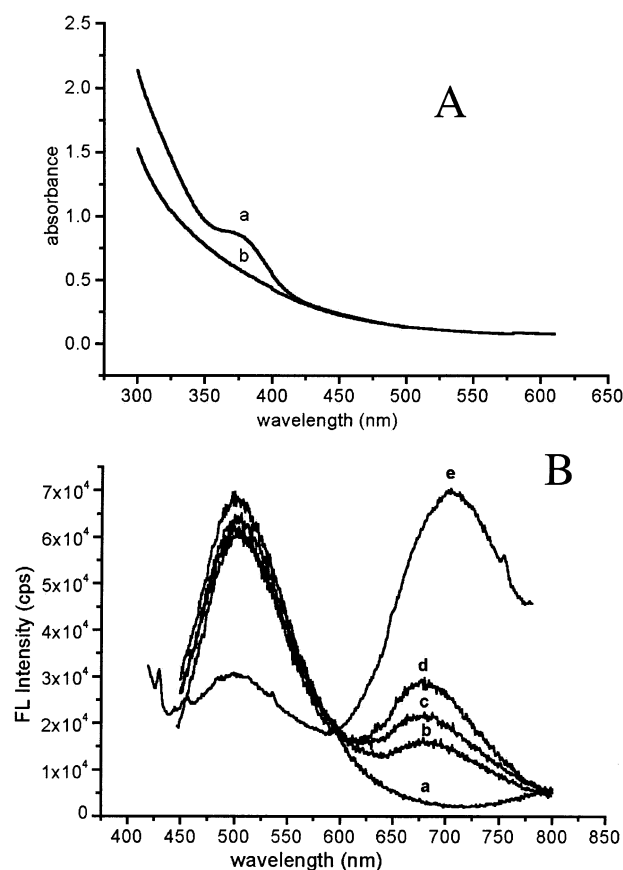 2.5
A
2.0
1.5
1.0
0.5
0.0
absorbance
a
b
300 350 400 450 500 550 600 650
wavelength (nm)
B
7x10⁴
6x10⁴
5x10⁴
4x10⁴
3x10⁴
2x10⁴
1x10⁴
0
FL Intensity (cps)
e
d
c
b
a
400 450 500 550 600 650 700 750 800 850
wavelength (nm)